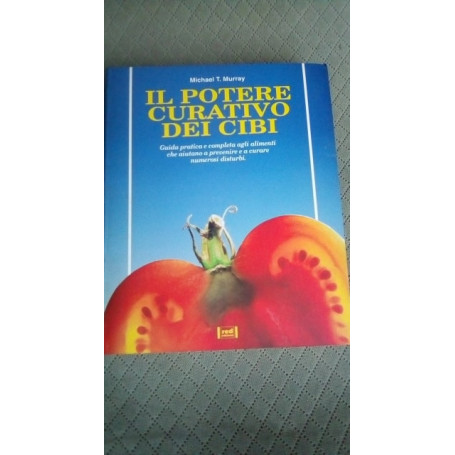 Michael T. Murray
IL POTERE
CURATIVO
DEI CIBI
Guida pratica e completa agli alimenti
che aiutano a prevenire e a curare
numerosi disturbi.
red